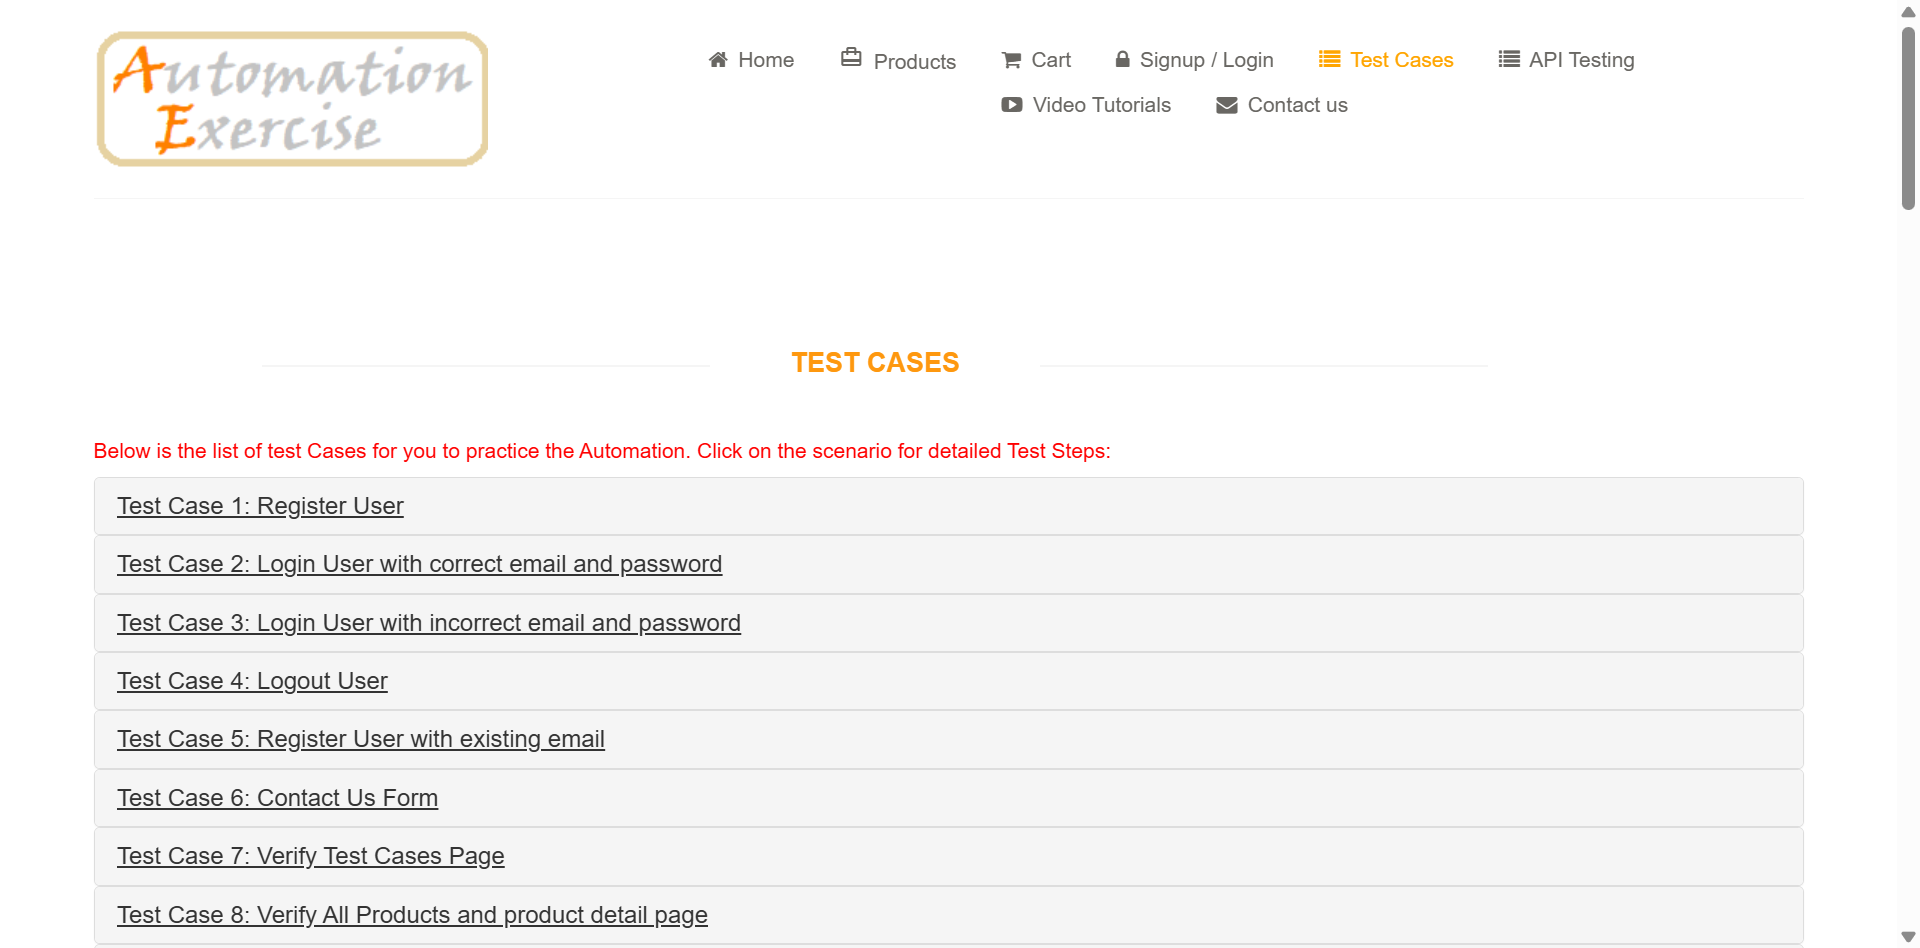 Automation
Exercise
Home
Products
Cart
Signup / Login
Test Cases
API Testing
Video Tutorials
Contact us
TEST CASES
Below is the list of test Cases for you to practice the Automation. Click on the scenario for detailed Test Steps:
Test Case 1: Register User
Test Case 2: Login User with correct email and password
Test Case 3: Login User with incorrect email and password
Test Case 4: Logout User
Test Case 5: Register User with existing email
Test Case 6: Contact Us Form
Test Case 7: Verify Test Cases Page
Test Case 8: Verify All Products and product detail page